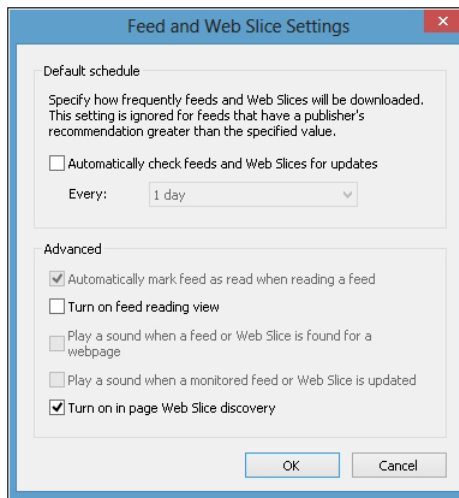 Feed and Web Slice Settings
Default schedule
Specify how frequently feeds and Web Slices will be downloaded.
This setting is ignored for feeds that have a publisher's
recommendation greater than the specified value.
Automatically check feeds and Web Slices for updates
Every: 1 day
Advanced
Automatically mark feed as read when reading a feed
Turn on feed reading view
Play a sound when a feed or Web Slice is found for a
webpage
Play a sound when a monitored feed or Web Slice is updated
Turn on in page Web Slice discovery
OK Cancel